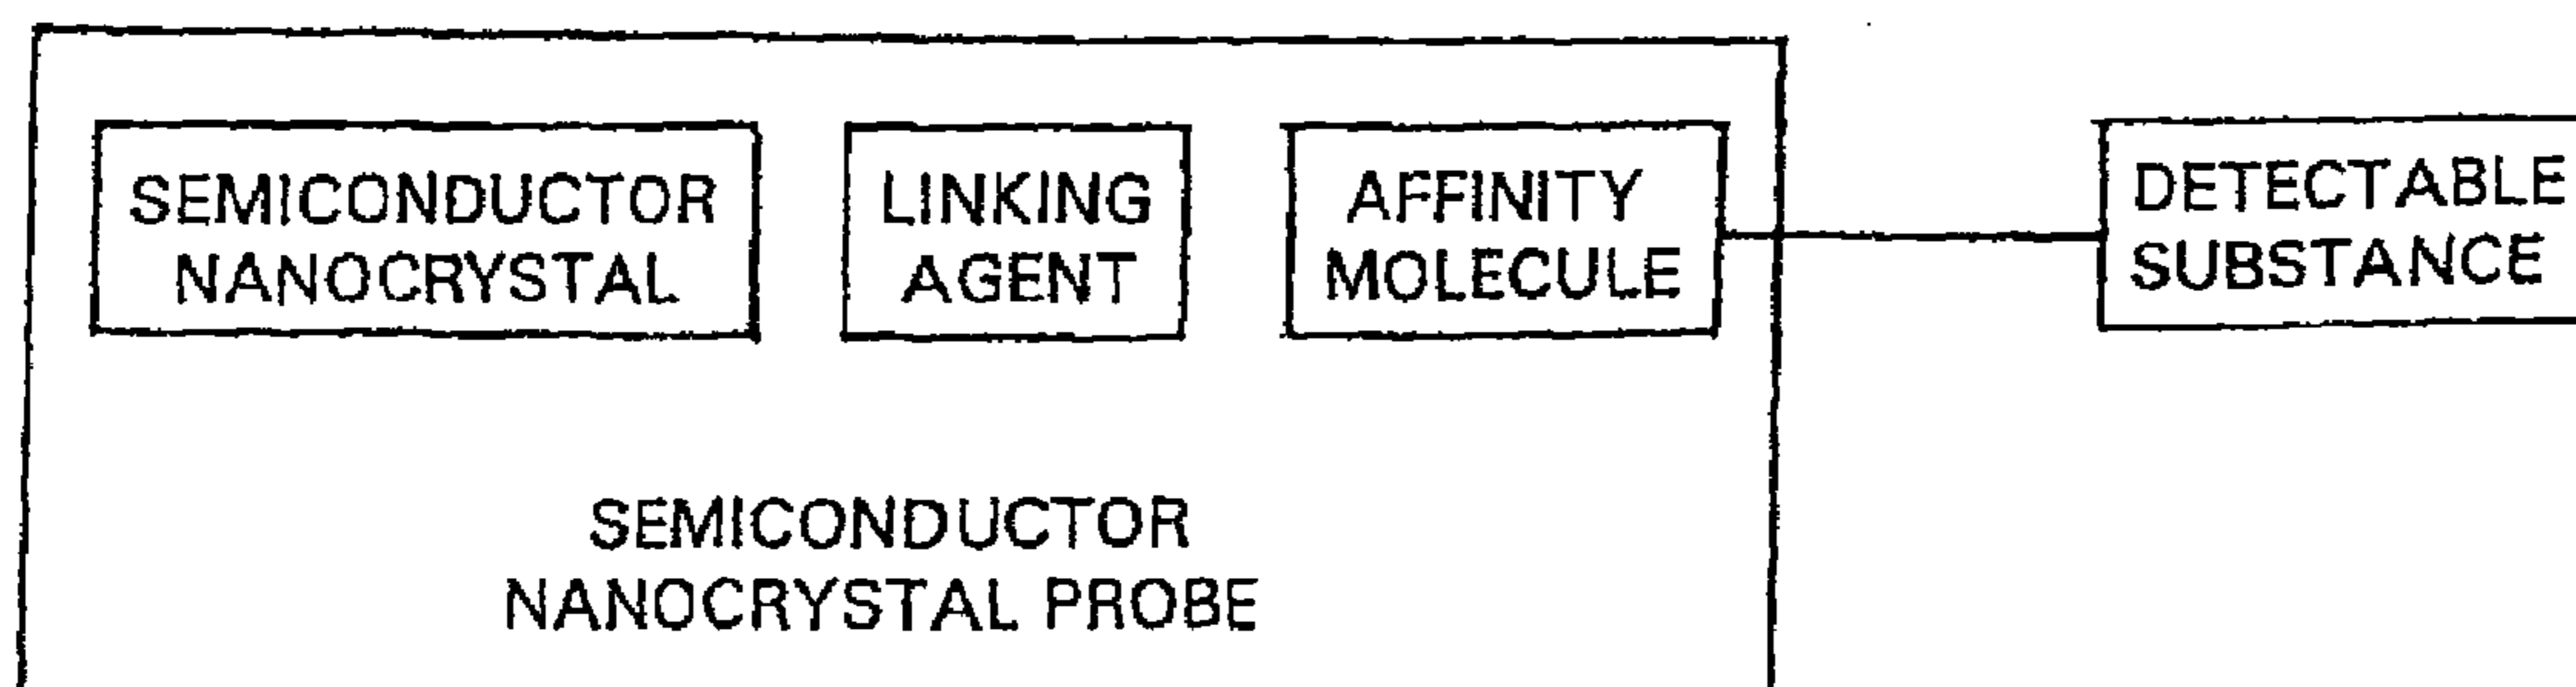 SEMICONDUCTOR
NANOCRYSTAL
LINKING
AGENT
AFFINITY
MOLECULE
DETECTABLE
SUBSTANCE
SEMICONDUCTOR
NANOCRYSTAL PROBE